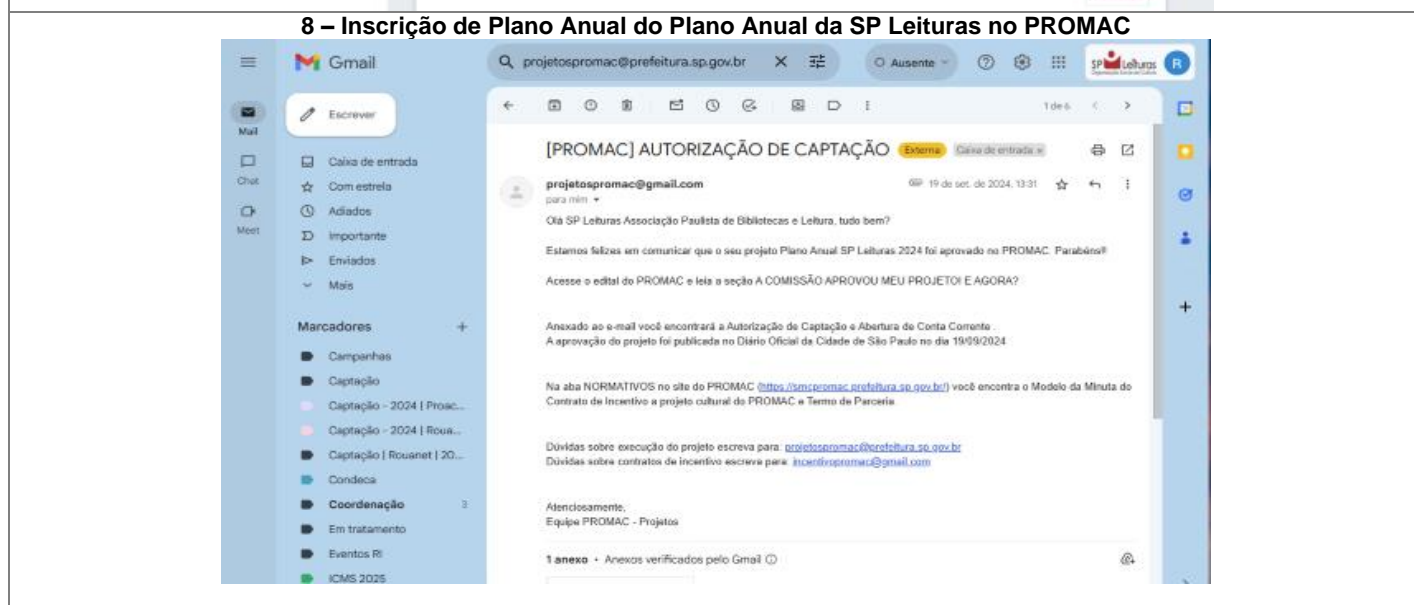 8 – Inscrição de Plano Anual do Plano Anual da SP Leituras no PROMAC
Gmail
projetospromac@prefeitura.sp.gov.br
Ausente
SP Leituras
R
Mail
Chat
Meet
Escrever
Caixa de entrada
Com estrela
Adiados
Importante
Enviados
Mais
Marcadores
Campanhas
Captação
Captação - 2024 | Proac...
Captação - 2024 | Roua...
Captação | Rouanet | 20...
Condeca
Coordenação 3
Em tratamento
Eventos RI
ICMS 2025
1 de 6
[PROMAC] AUTORIZAÇÃO DE CAPTAÇÃO Externa Caixa de entrada x
projetospromac@gmail.com 19 de set. de 2024, 13:31
para mim
Olá SP Leituras Associação Paulista de Bibliotecas e Leitura, tudo bem?
Estamos felizes em comunicar que o seu projeto Plano Anual SP Leituras 2024 foi aprovado no PROMAC. Parabéns!!
Acesse o edital do PROMAC e leia a seção A COMISSÃO APROVOU MEU PROJETO! E AGORA?
Anexado ao e-mail você encontrará a Autorização de Captação e Abertura de Conta Corrente .
A aprovação do projeto foi publicada no Diário Oficial da Cidade de São Paulo no dia 19/09/2024
Na aba NORMATIVOS no site do PROMAC (https://smcpromac.prefeitura.sp.gov.br/) você encontra o Modelo da Minuta do
Contrato de Incentivo a projeto cultural do PROMAC e Termo de Parceria
Dúvidas sobre execução do projeto escreva para: projetospromac@prefeitura.sp.gov.br
Dúvidas sobre contratos de incentivo escreva para: incentivopromac@gmail.com
Atenciosamente,
Equipe PROMAC - Projetos
1 anexo • Anexos verificados pelo Gmail